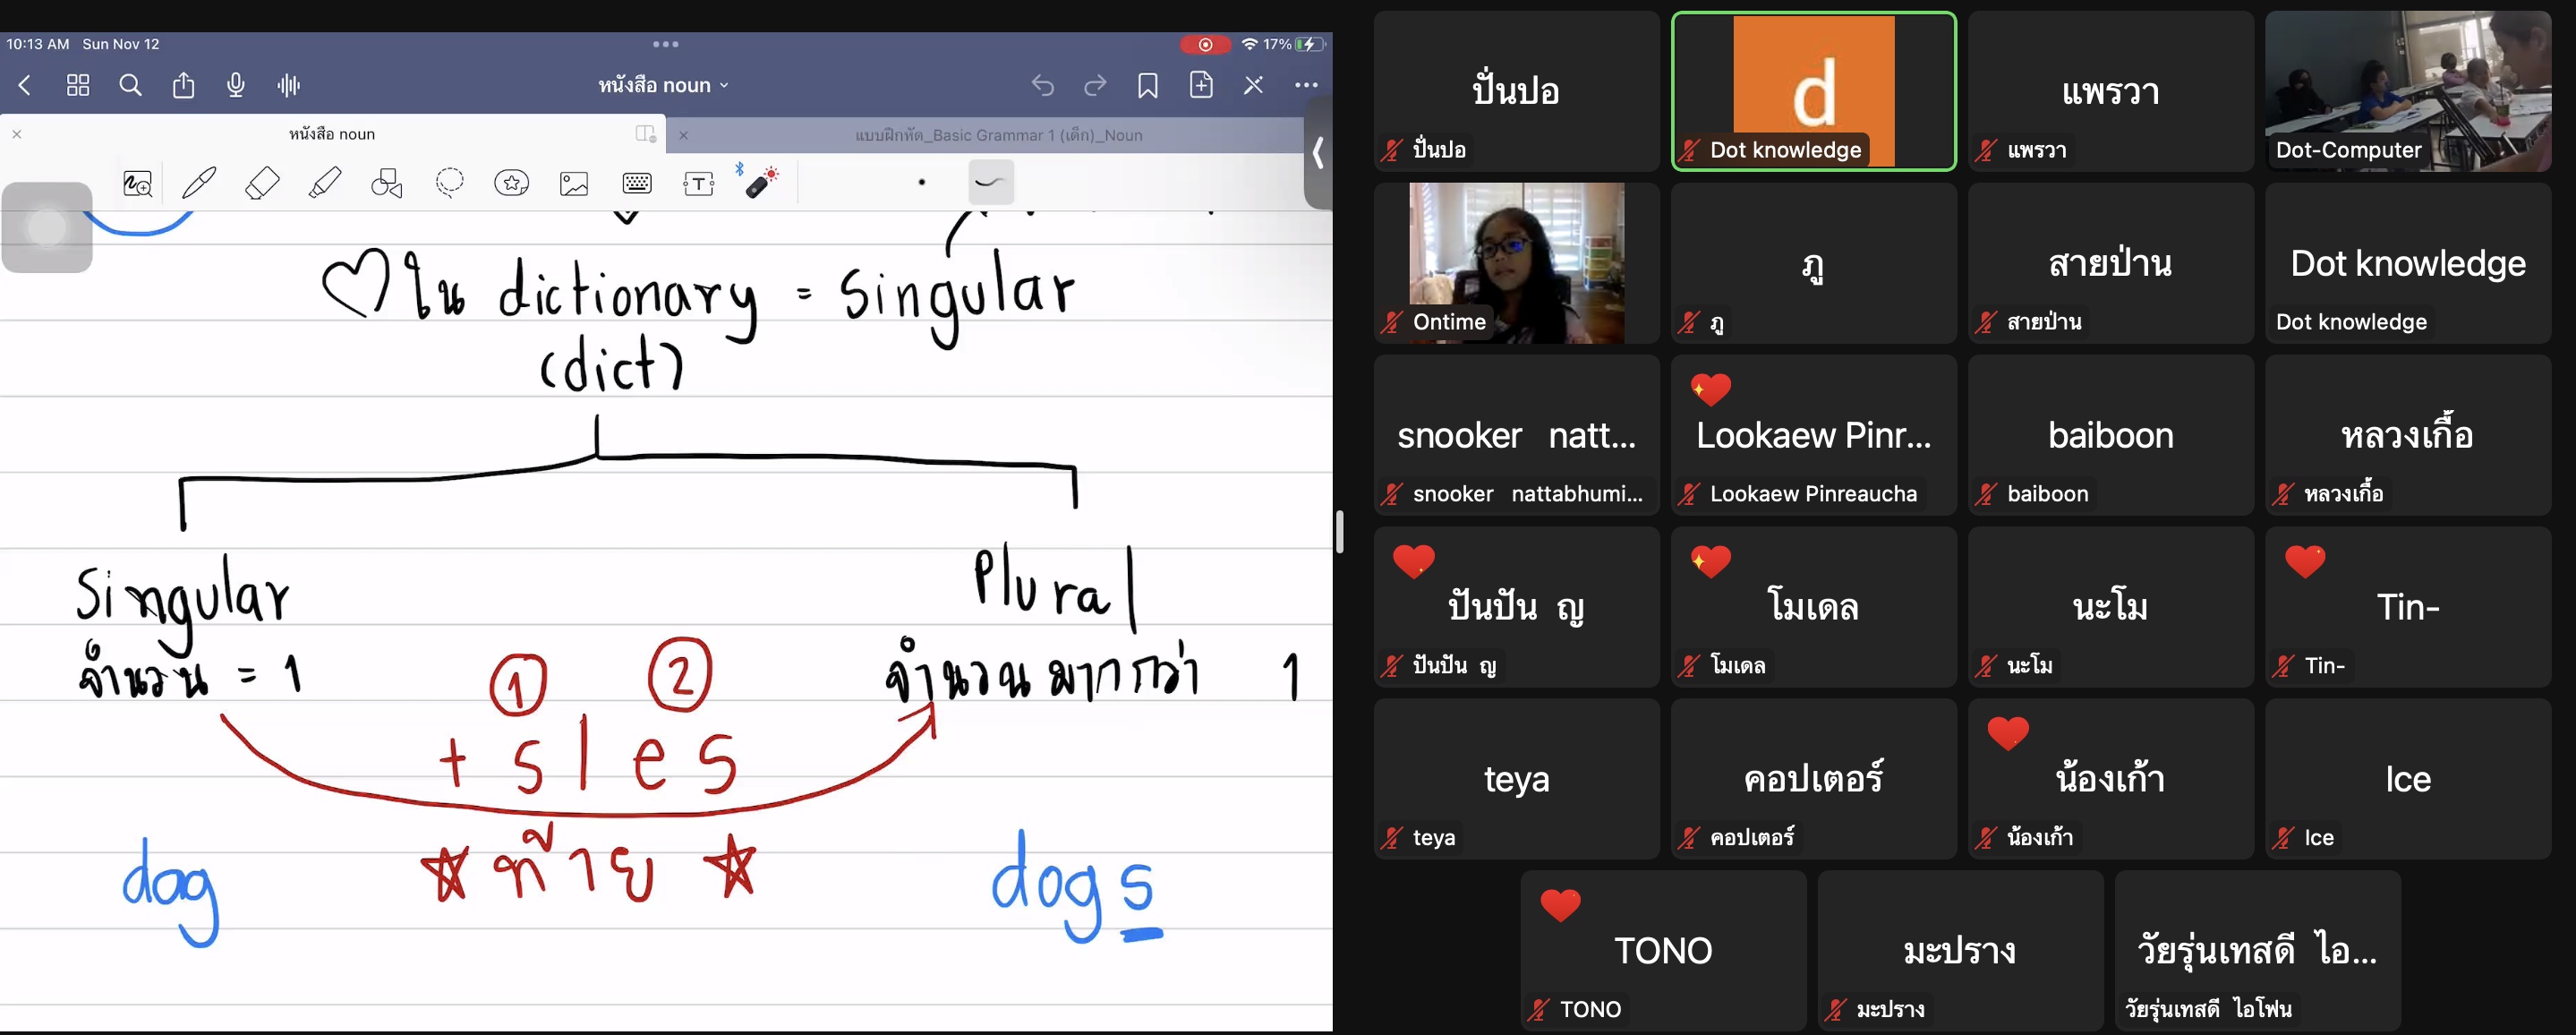 10:13 AM Sun Nov 12
17%
หนังสือ noun
หนังสือ noun
แบบฝึกหัด_Basic Grammar 1 (เด็ก)_Noun
T
ใน dictionary = singular
(dict)
Singular
Plural
จำนวน = 1
จำนวนมากกว่า 1
1 2
+ s | es
ท้าย
dog
dogs
ปั่นปอ
ปั่นปอ
d
Dot knowledge
แพรวา
แพรวา
Dot-Computer
Ontime
ภู
ภู
สายป่าน
สายป่าน
Dot knowledge
Dot knowledge
snooker natt...
snooker nattabhumi...
Lookaew Pinr...
Lookaew Pinreaucha
baiboon
baiboon
หลวงเกื้อ
หลวงเกื้อ
ปันปัน ญ
ปันปัน ญ
โมเดล
โมเดล
นะโม
นะโม
Tin-
Tin-
teya
teya
คอปเตอร์
คอปเตอร์
น้องเก้า
น้องเก้า
Ice
Ice
TONO
TONO
มะปราง
มะปราง
วัยรุ่นเทสดี ไอ...
วัยรุ่นเทสดี ไอโฟน